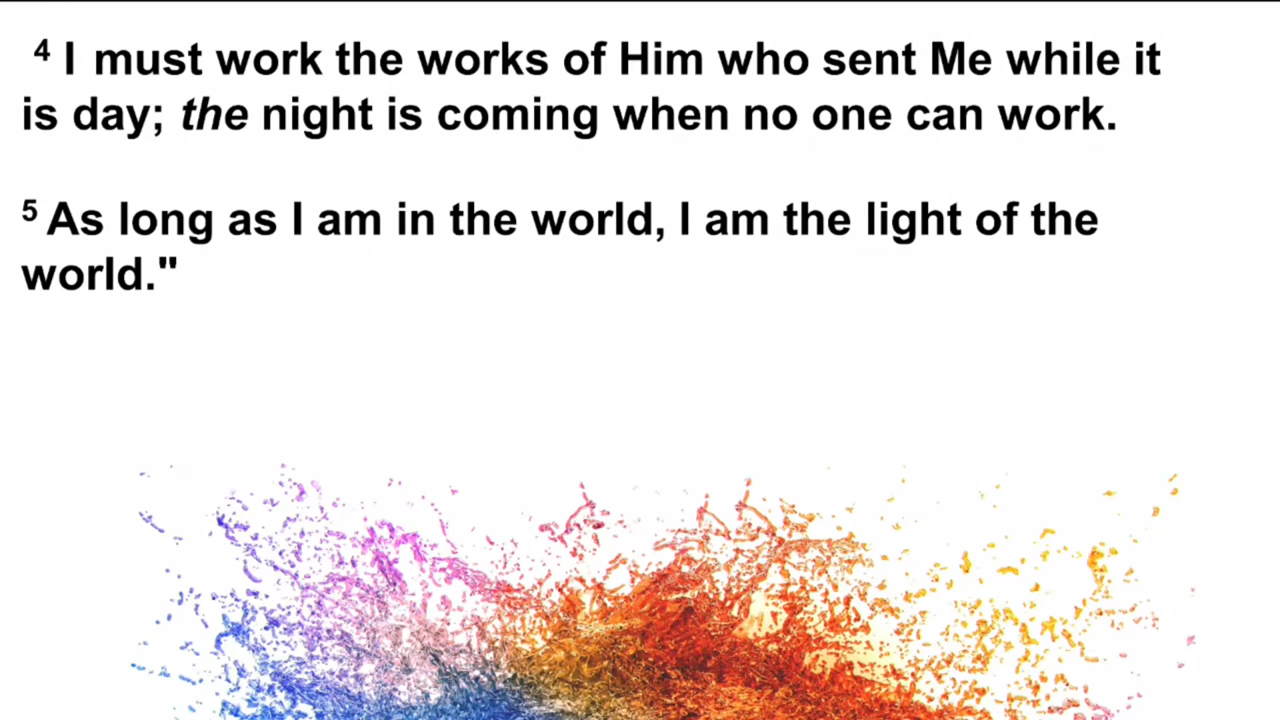 4 I must work the works of Him who sent Me while it
is day; the night is coming when no one can work.
5 As long as I am in the world, I am the light of the
world."